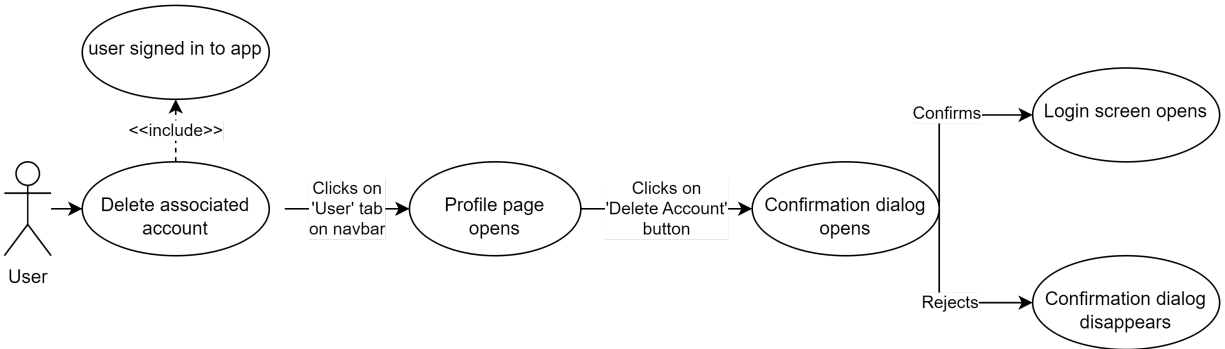 user signed in to app
<<include>>
User
Delete associated
account
Clicks on
'User' tab
on navbar
Profile page
opens
Clicks on
'Delete Account'
button
Confirmation dialog
opens
Confirms
Login screen opens
Rejects
Confirmation dialog
disappears